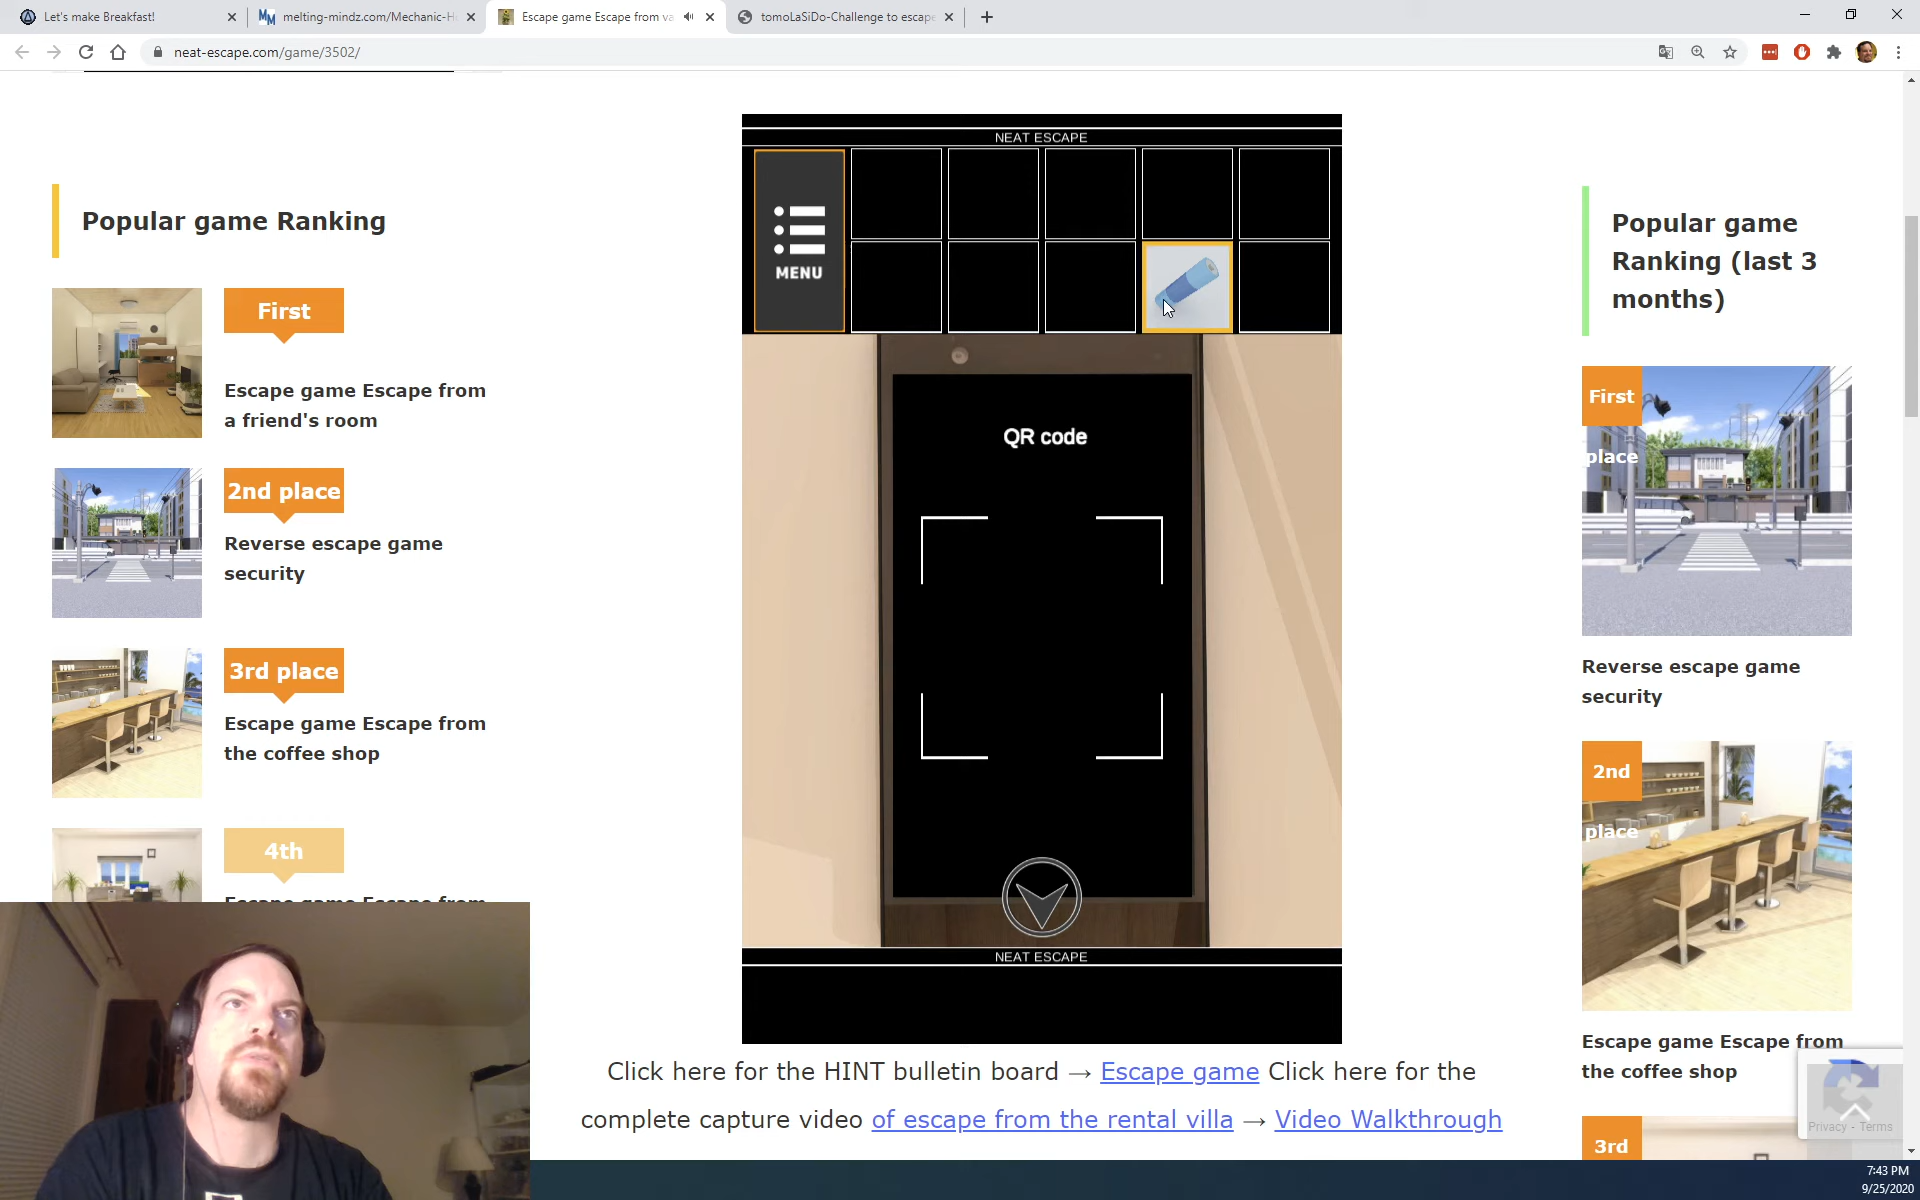 Let's make Breakfast!
melting-mindz.com/Mechanic-H
Escape game Escape from va
tomoLaSiDo-Challenge to escape
neat-escape.com/game/3502/
Popular game Ranking
First
Escape game Escape from
a friend's room
2nd place
Reverse escape game
security
3rd place
Escape game Escape from
the coffee shop
4th
NEAT ESCAPE
MENU
QR code
NEAT ESCAPE
Click here for the HINT bulletin board → Escape game Click here for the
complete capture video of escape from the rental villa → Video Walkthrough
Popular game
Ranking (last 3
months)
First
place
Reverse escape game
security
2nd
place
Escape game Escape from
the coffee shop
3rd
Privacy - Terms
7:43 PM
9/25/2020